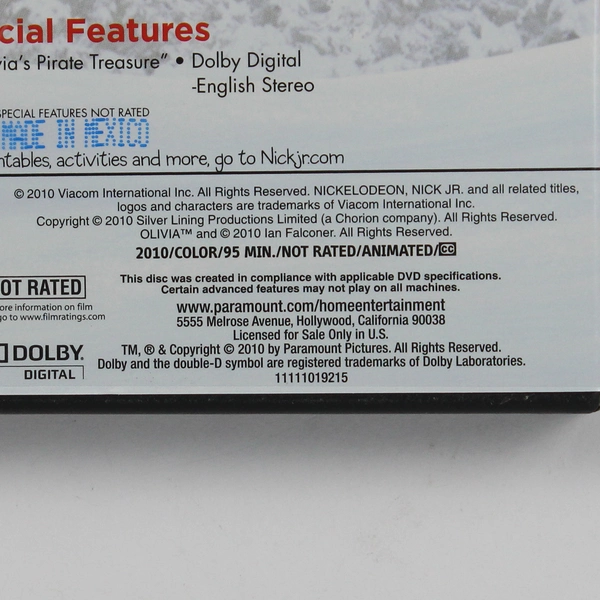 cial Features
via's Pirate Treasure" • Dolby Digital
-English Stereo
SPECIAL FEATURES NOT RATED
MADE IN MEXICO
ntables, activities and more, go to Nickjr.com
© 2010 Viacom International Inc. All Rights Reserved. NICKELODEON, NICK JR. and all related titles,
logos and characters are trademarks of Viacom International Inc.
Copyright © 2010 Silver Lining Productions Limited (a Chorion company). All Rights Reserved.
OLIVIA™ and © 2010 Ian Falconer. All Rights Reserved.
2010/COLOR/95 MIN./NOT RATED/ANIMATED/CC
This disc was created in compliance with applicable DVD specifications.
Certain advanced features may not play on all machines.
OT RATED
ore information on film
go to www.filmratings.com
www.paramount.com/homeentertainment
5555 Melrose Avenue, Hollywood, California 90038
Licensed for Sale Only in U.S.
TM, ® & Copyright © 2010 by Paramount Pictures. All Rights Reserved.
Dolby and the double-D symbol are registered trademarks of Dolby Laboratories.
11111019215
DOLBY.
DIGITAL